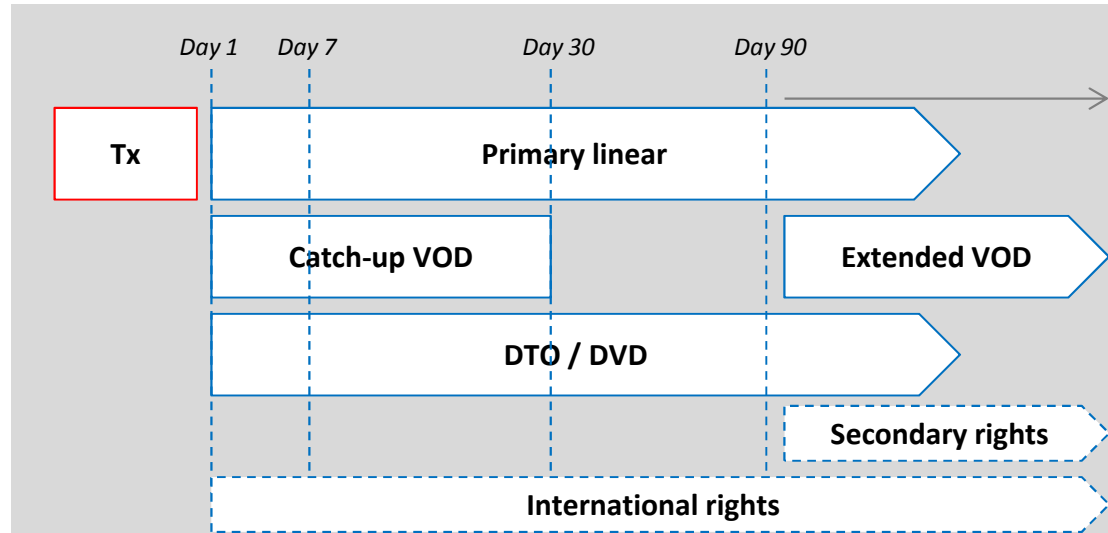 Day 1
Day 7
Day 30
Day 90
Tx
Primary linear
Catch-up VOD
Extended VOD
DTO / DVD
Secondary rights
International rights